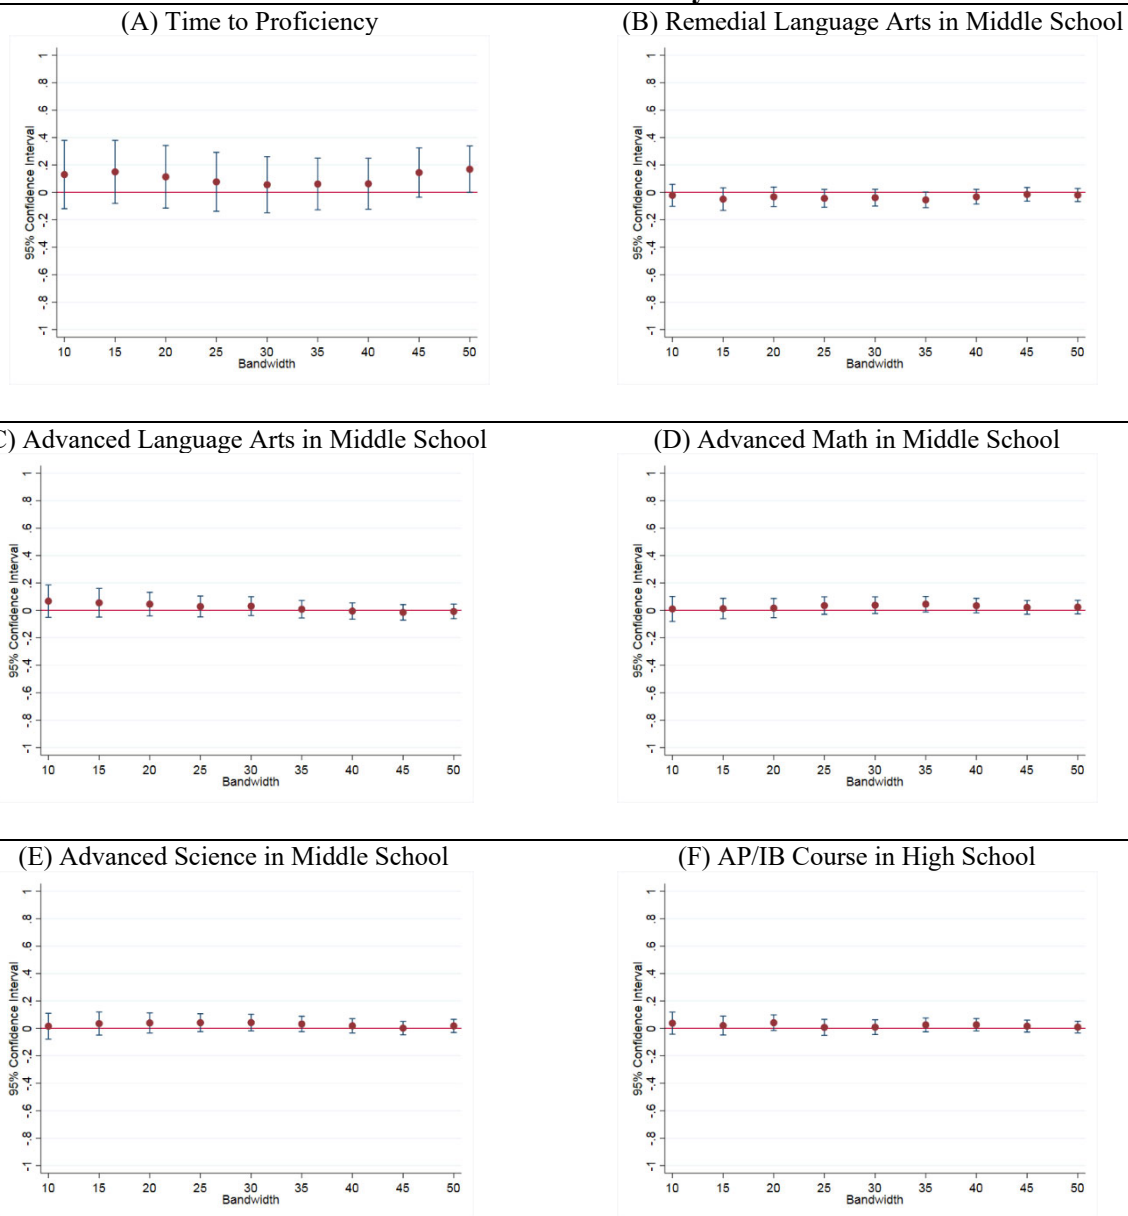 (A) Time to Proficiency
(B) Remedial Language Arts in Middle School
95% Confidence Interval
1
.8
.6
.4
.2
0
-.2
-.4
-.6
-.8
-1
10 15 20 25 30 35 40 45 50
Bandwidth
95% Confidence Interval
1
.8
.6
.4
.2
0
-.2
-.4
-.6
-.8
-1
10 15 20 25 30 35 40 45 50
Bandwidth
C) Advanced Language Arts in Middle School
(D) Advanced Math in Middle School
95% Confidence Interval
1
.8
.6
.4
.2
0
-.2
-.4
-.6
-.8
-1
10 15 20 25 30 35 40 45 50
Bandwidth
95% Confidence Interval
1
.8
.6
.4
.2
0
-.2
-.4
-.6
-.8
-1
10 15 20 25 30 35 40 45 50
Bandwidth
(E) Advanced Science in Middle School
(F) AP/IB Course in High School
95% Confidence Interval
1
.8
.6
.4
.2
0
-.2
-.4
-.6
-.8
-1
10 15 20 25 30 35 40 45 50
Bandwidth
95% Confidence Interval
1
.8
.6
.4
.2
0
-.2
-.4
-.6
-.8
-1
10 15 20 25 30 35 40 45 50
Bandwidth